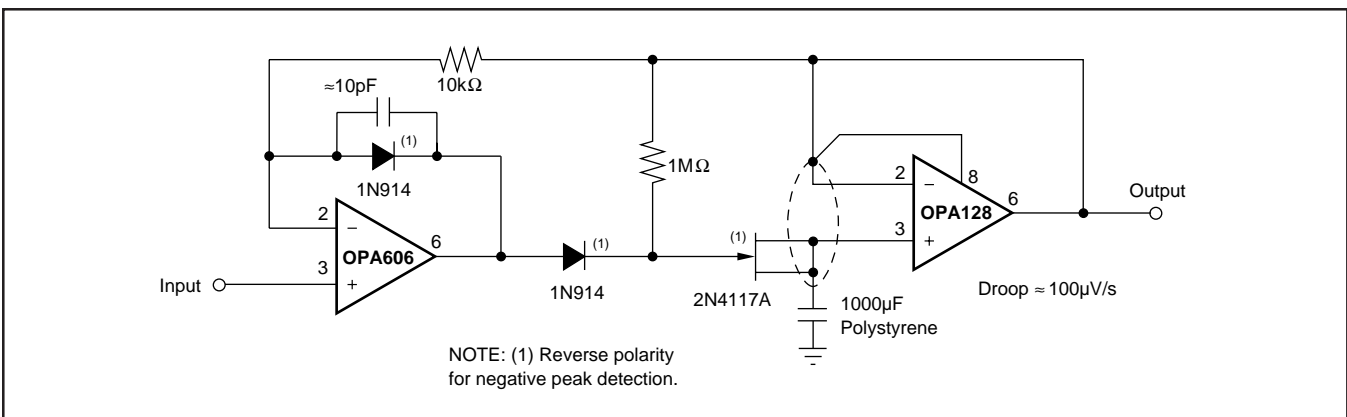 10kΩ
≈10pF
(1)
1N914
1MΩ
2
3
6
OPA606
Input
(1)
1N914
(1)
2N4117A
2
3
8
6
OPA128
Output
1000µF
Polystyrene
Droop ≈ 100µV/s
NOTE: (1) Reverse polarity
for negative peak detection.